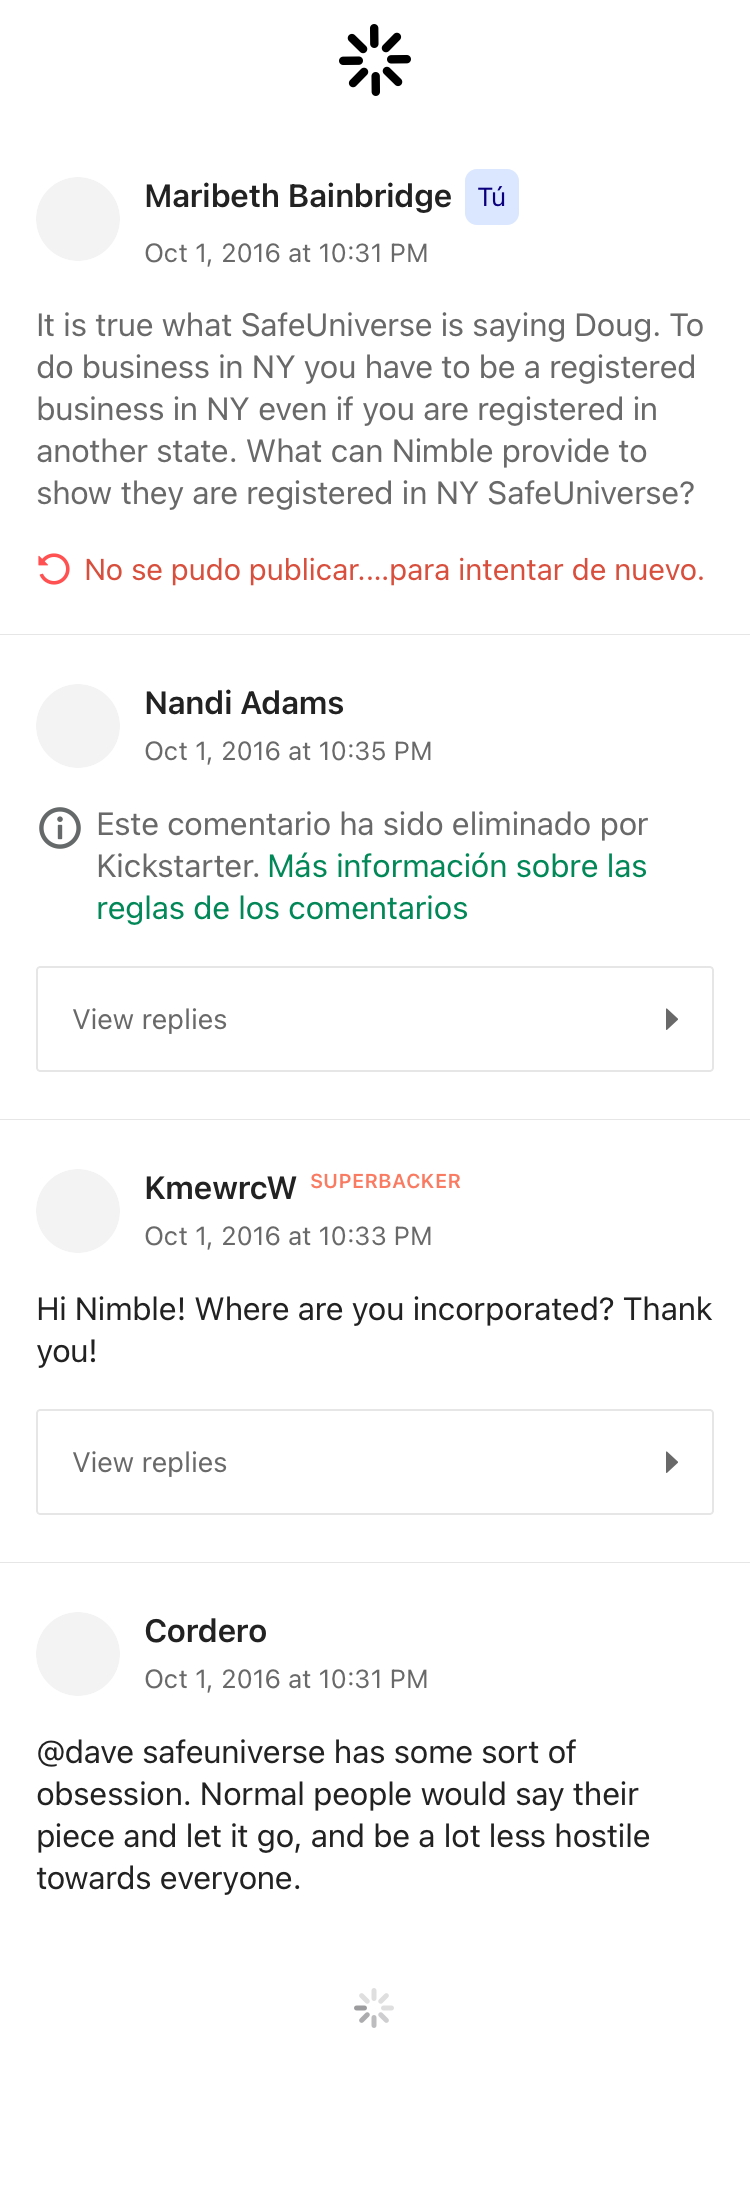 Maribeth Bainbridge Tú
Oct 1, 2016 at 10:31 PM
It is true what SafeUniverse is saying Doug. To
do business in NY you have to be a registered
business in NY even if you are registered in
another state. What can Nimble provide to
show they are registered in NY SafeUniverse?
No se pudo publicar....para intentar de nuevo.
Nandi Adams
Oct 1, 2016 at 10:35 PM
Este comentario ha sido eliminado por
Kickstarter. Más información sobre las
reglas de los comentarios
View replies
KmewrcW SUPERBACKER
Oct 1, 2016 at 10:33 PM
Hi Nimble! Where are you incorporated? Thank
you!
View replies
Cordero
Oct 1, 2016 at 10:31 PM
@dave safeuniverse has some sort of
obsession. Normal people would say their
piece and let it go, and be a lot less hostile
towards everyone.